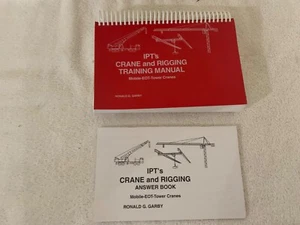 IPT's
CRANE and RIGGING
TRAINING MANUAL
Mobile-EOT-Tower Cranes
RONALD G. GARBY
IPT's
CRANE and RIGGING
ANSWER BOOK
Mobile-EOT-Tower Cranes
RONALD G. GARBY